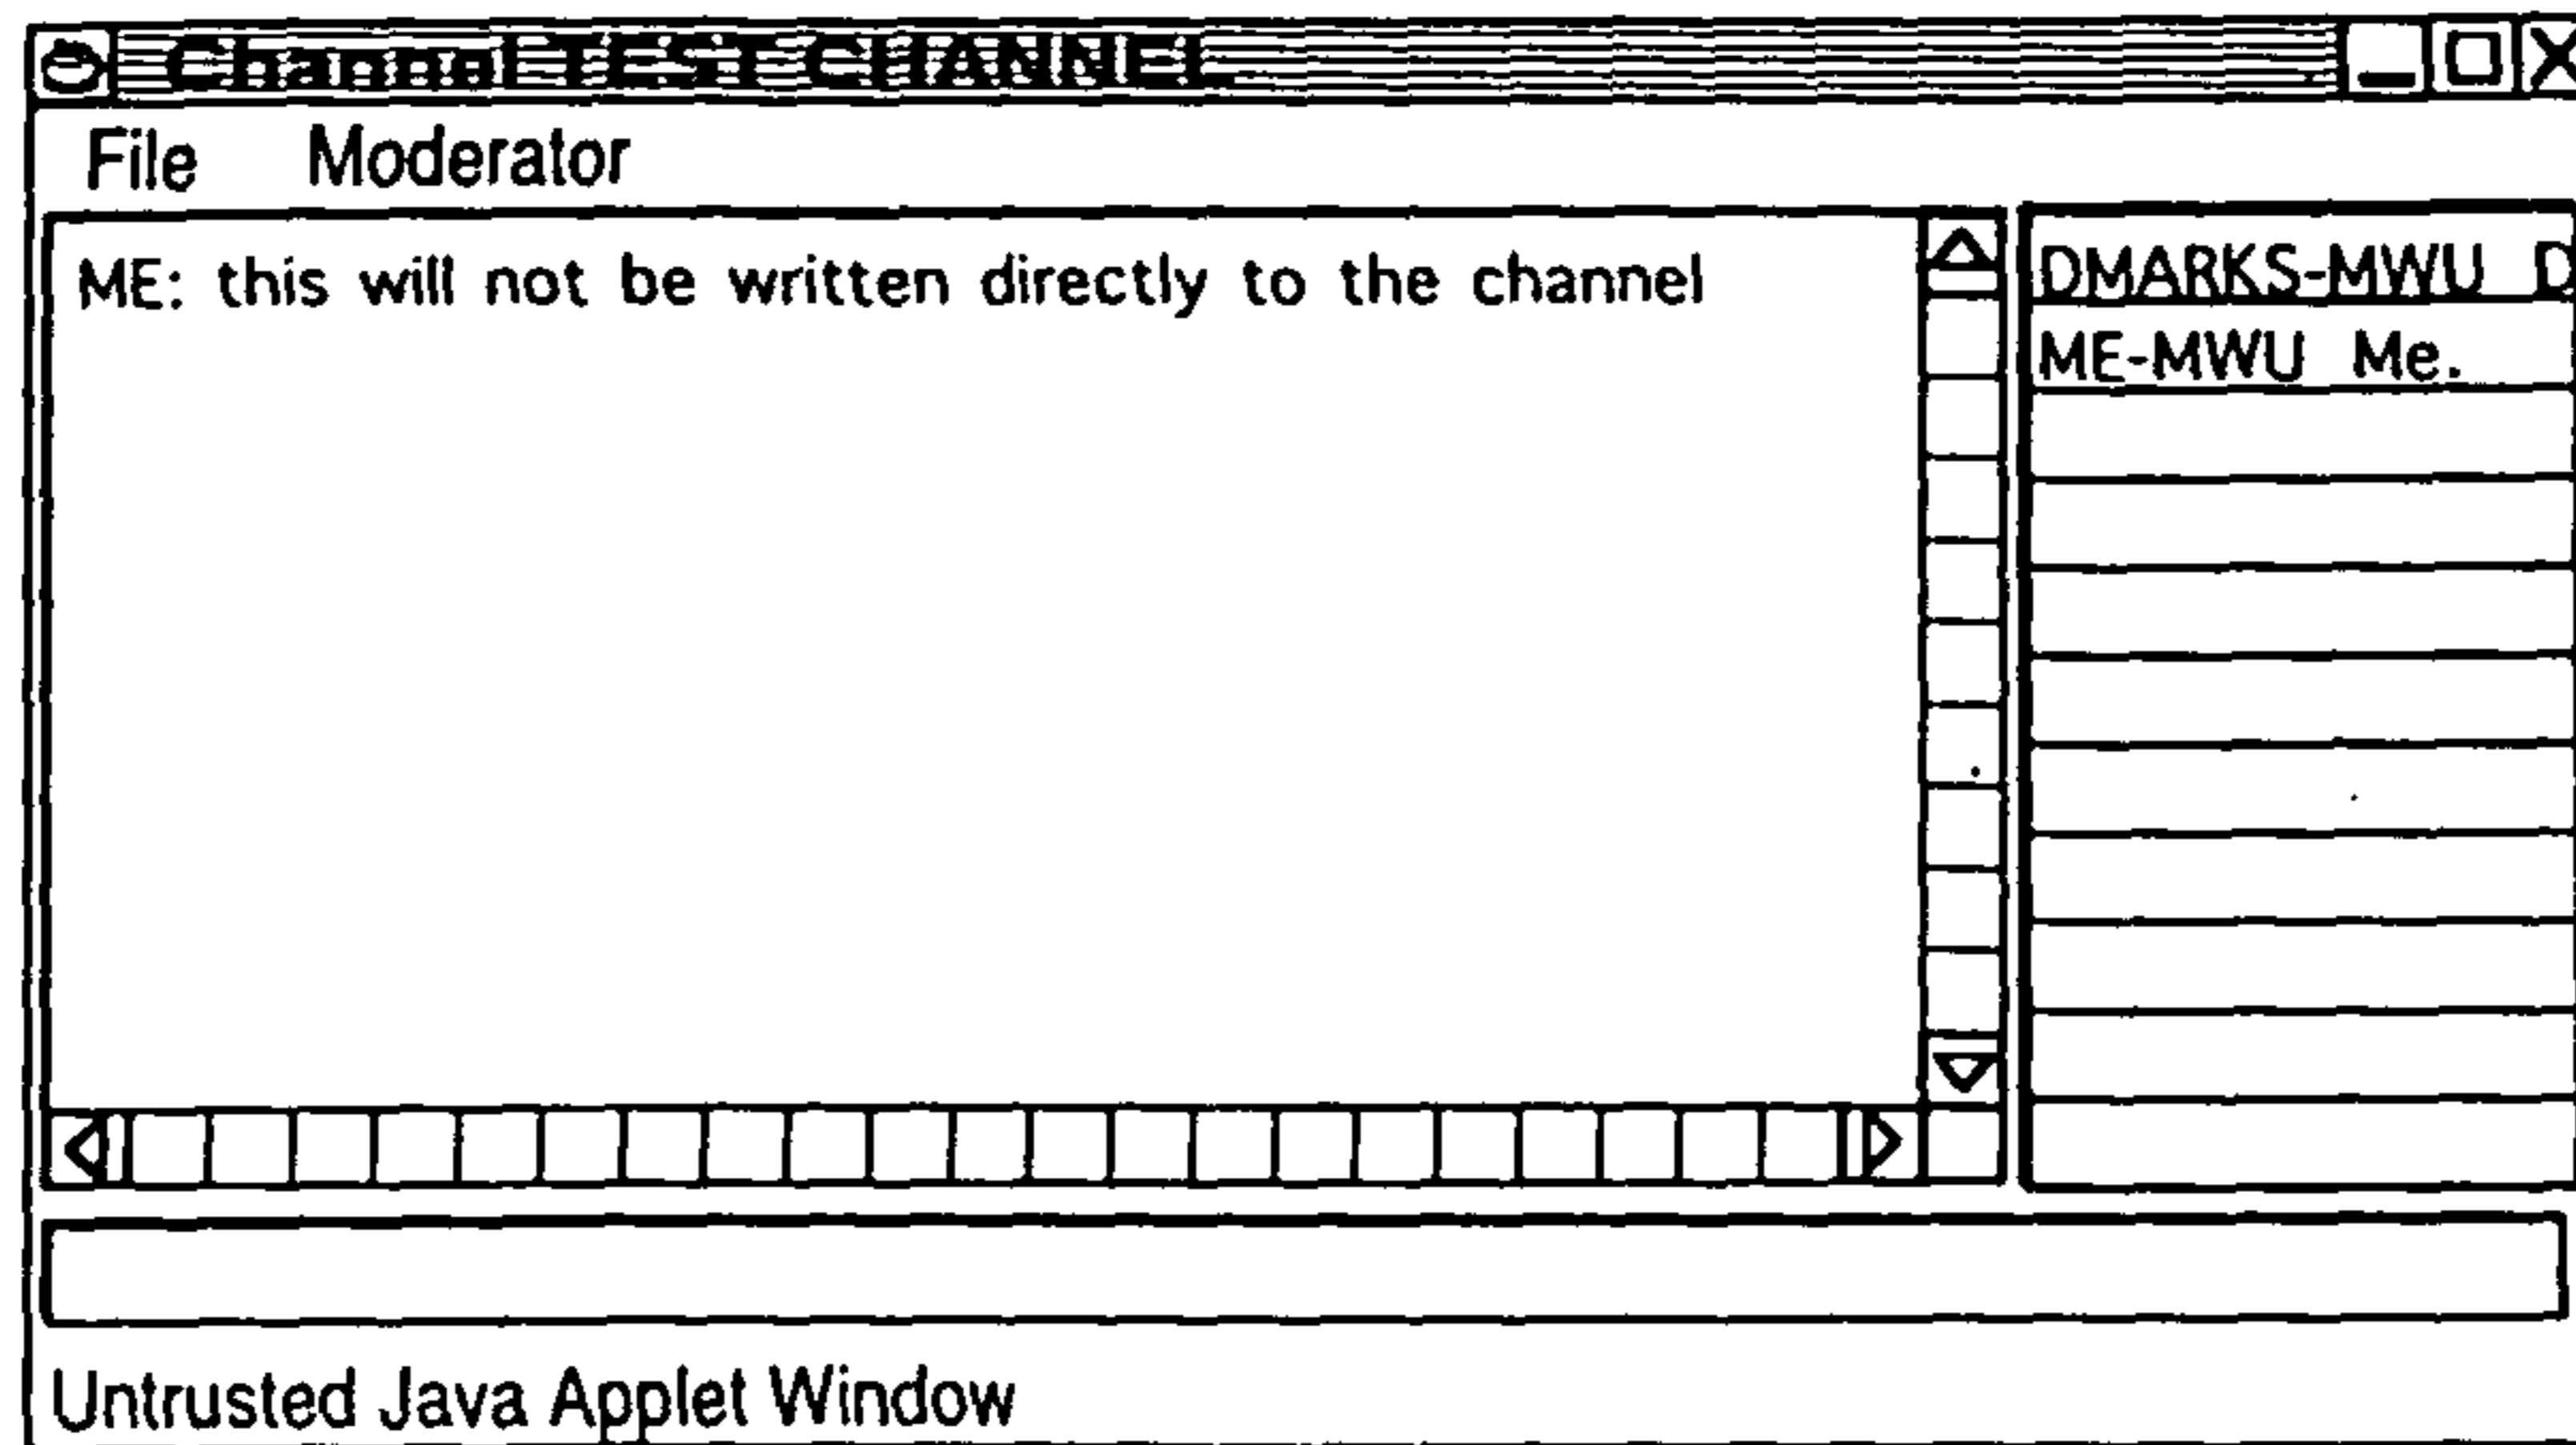 Channel TEST CHANNEL
File Moderator
ME: this will not be written directly to the channel
DMARKS-MWU D
ME-MWU Me.
Untrusted Java Applet Window